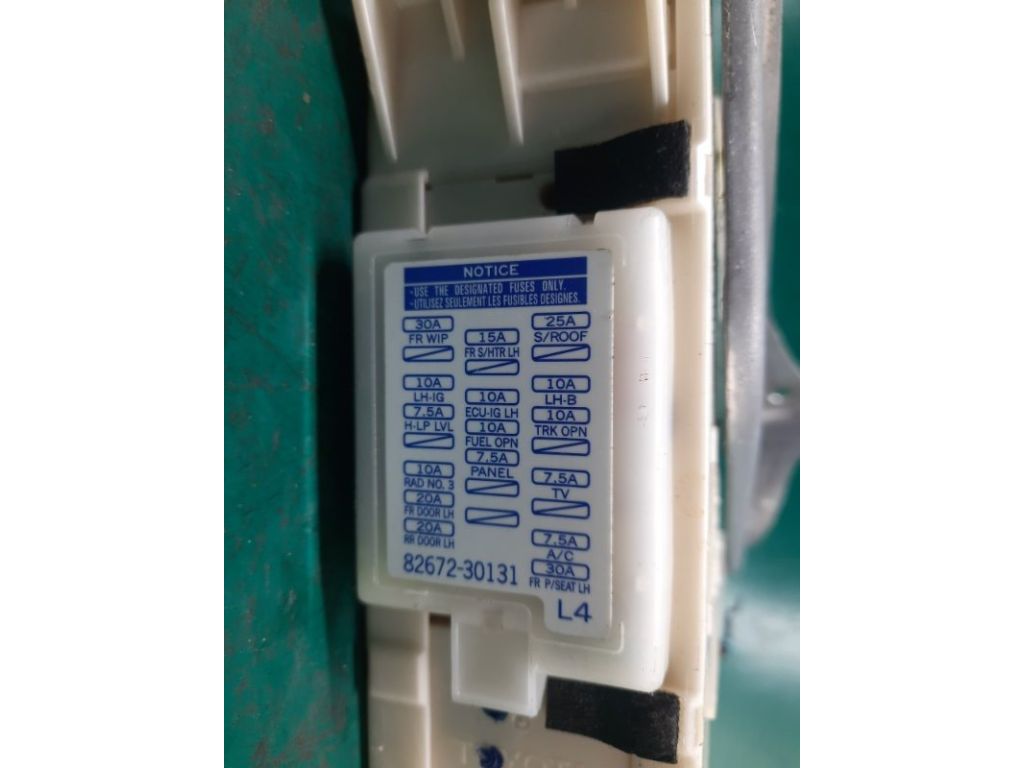 NOTICE
·USE THE DESIGNATED FUSES ONLY.
·UTILISEZ SEULEMENT LES FUSIBLES DESIGNES.
30A
FR WIP
10A
LH-IG
7.5A
H-LP LVL
10A
RAD NO. 3
20A
FR DOOR LH
20A
RR DOOR LH
15A
FR S/HTR LH
10A
ECU-IG LH
10A
FUEL OPN
7.5A
PANEL
25A
S/ROOF
10A
LH-B
10A
TRK OPN
7.5A
TV
7.5A
A/C
30A
FR P/SEAT LH
82672-30131
L4